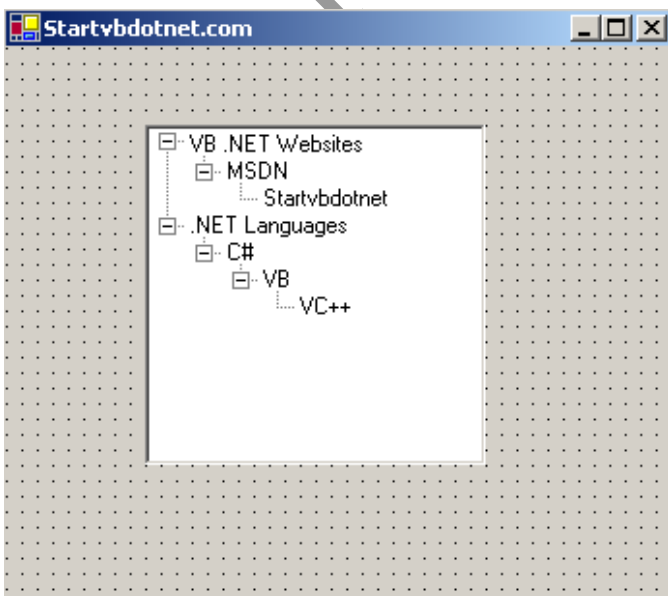 Startvbdotnet.com
VB .NET Websites
MSDN
Startvbdotnet
.NET Languages
C#
VB
VC++